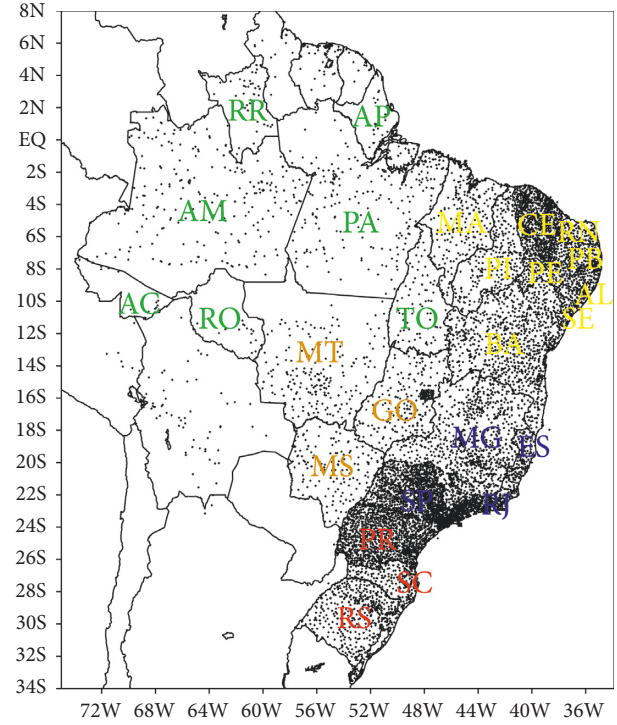 8N
6N
4N
2N
EQ
2S
4S
6S
8S
10S
12S
14S
16S
18S
20S
22S
24S
26S
28S
30S
32S
34S
RR AP
AM PA MA CE RN
PI PE PB
AC RO TO AL
SE
MT BA
GO
MG ES
MS
SP RJ
PR
SC
RS
72W 68W 64W 60W 56W 52W 48W 44W 40W 36W